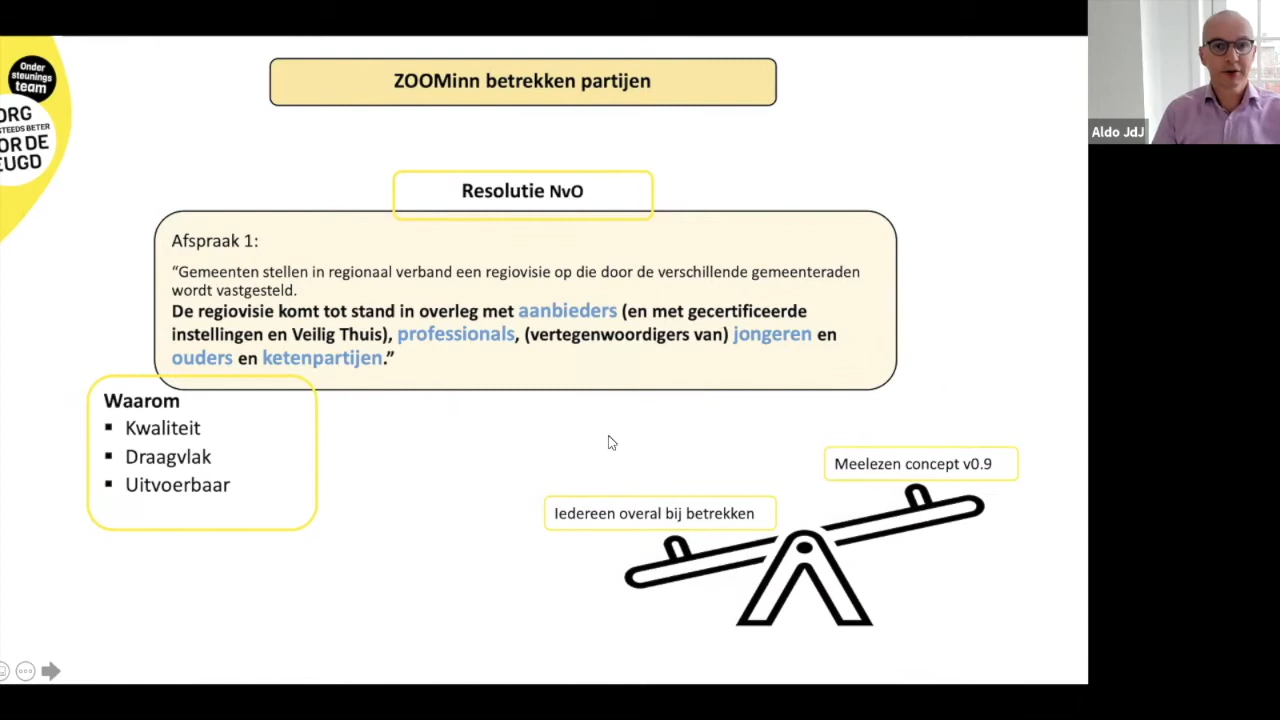 Onder
steunings
team
ORG
STEEDS BETER
OR DE
EUGD
ZOOMinn betrekken partijen
Resolutie NvO
Afspraak 1:
“Gemeenten stellen in regionaal verband een regiovisie op die door de verschillende gemeenteraden
wordt vastgesteld.
De regiovisie komt tot stand in overleg met aanbieders (en met gecertificeerde
instellingen en Veilig Thuis), professionals, (vertegenwoordigers van) jongeren en
ouders en ketenpartijen.”
Waarom
▪ Kwaliteit
▪ Draagvlak
▪ Uitvoerbaar
Meelezen concept v0.9
Iedereen overal bij betrekken
Aldo JdJ